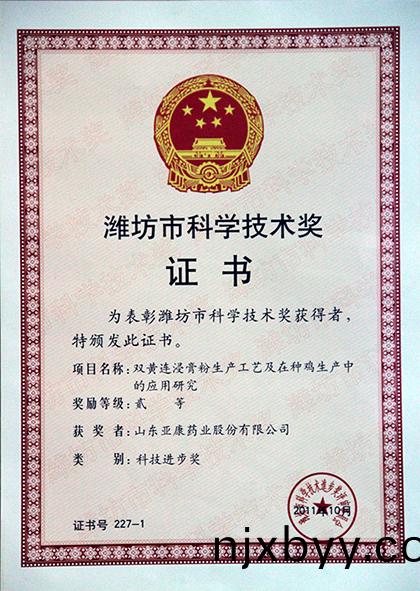 潍坊市科学技术奖
证书
为表彰潍坊市科学技术奖获得者，
特颁发此证书。
项目名称：双黄连浸膏粉生产工艺及在种鸡生产中
的应用研究
奖励等级：贰 等
获奖者：山东亚康药业股份有限公司
类别：科技进步奖
2011年10月
证书号 227-1
njxbyy.co